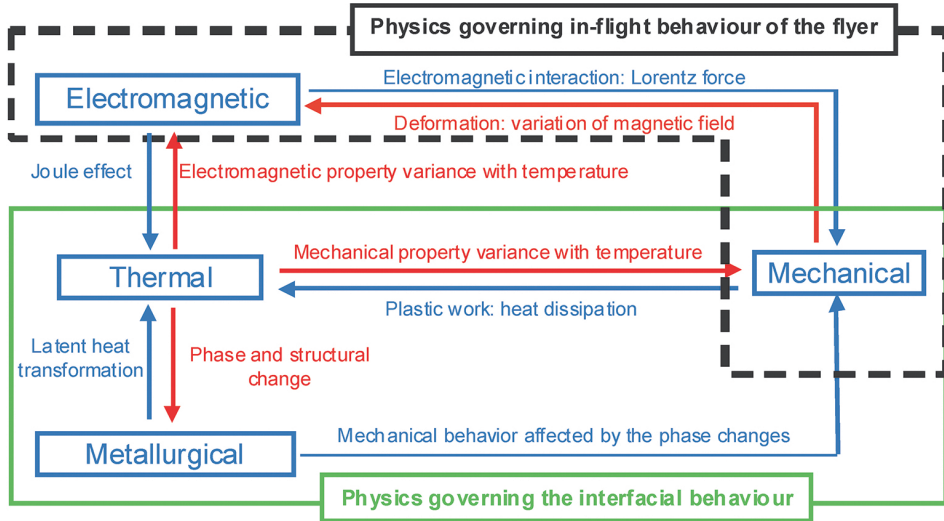 Physics governing in-flight behaviour of the flyer
Electromagnetic
Electromagnetic interaction: Lorentz force
Deformation: variation of magnetic field
Joule effect
Electromagnetic property variance with temperature
Thermal
Mechanical property variance with temperature
Mechanical
Plastic work: heat dissipation
Latent heat
transformation
Phase and structural
change
Metallurgical
Mechanical behavior affected by the phase changes
Physics governing the interfacial behaviour